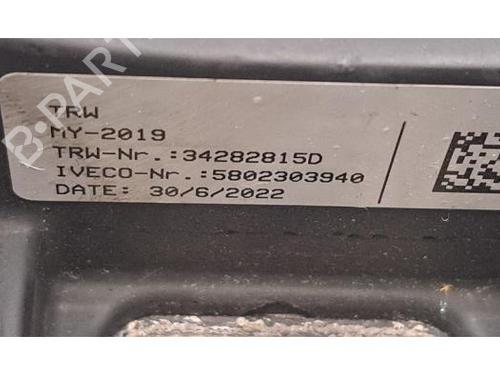 TRW
MY-2019
TRW-Nr.:34282815D
IVECO-Nr.:5802303940
DATE: 30/6/2022
B-PARTS